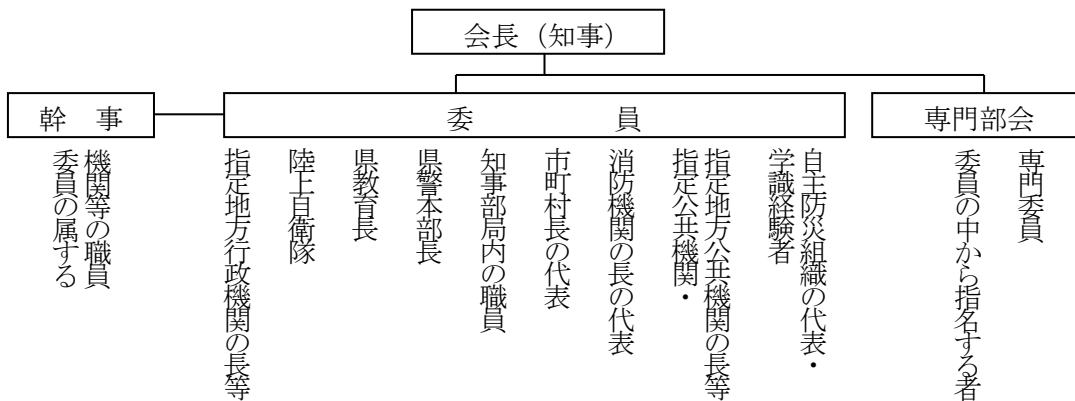 会長（知事）
幹　事
委　　　　員
専門部会
委員の属する
機関等の職員
指定地方行政機関の長等
陸上自衛隊
県教育長
県警本部長
知事部局内の職員
市町村長の代表
消防機関の長の代表
指定公共機関・
指定地方公共機関の長等
自主防災組織の代表・
学識経験者
専門委員
委員の中から指名する者